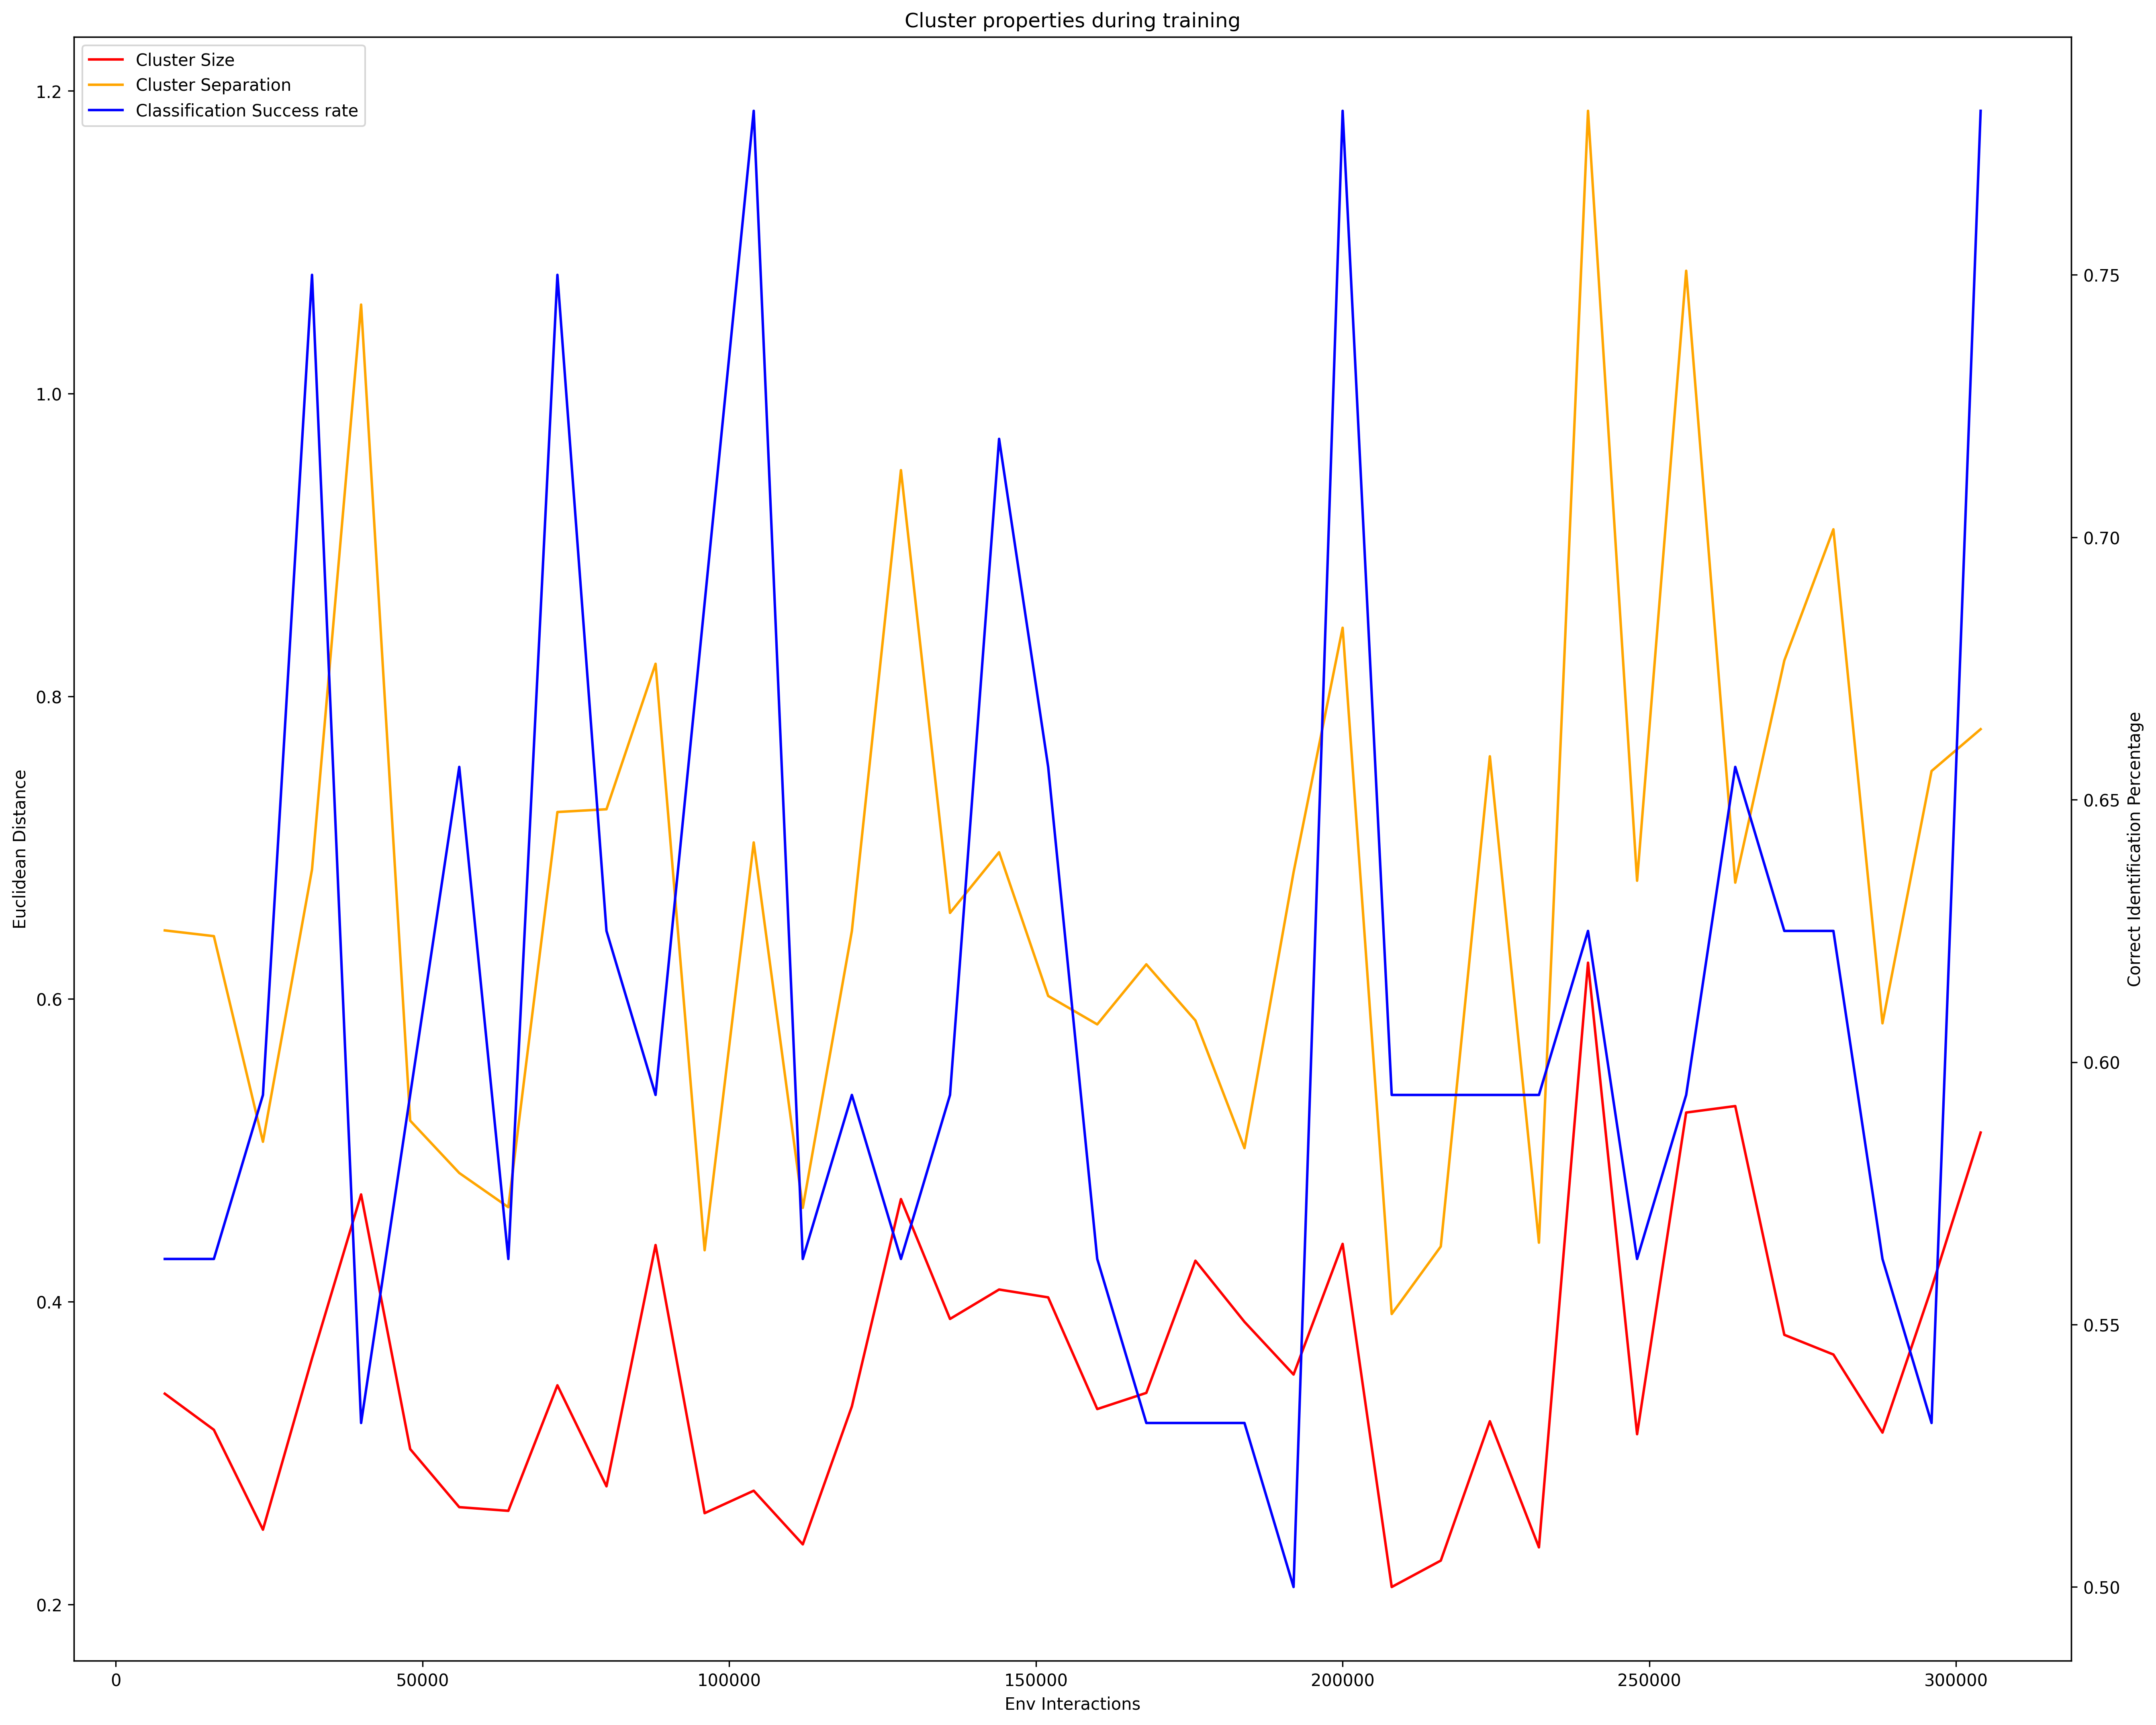 Cluster properties during training
Cluster Size
Cluster Separation
Classification Success rate
1.2
1.0
0.8
0.6
0.4
0.2
Euclidean Distance
0.75
0.70
0.65
0.60
0.55
0.50
Correct Identification Percentage
0 50000 100000 150000 200000 250000 300000
Env Interactions